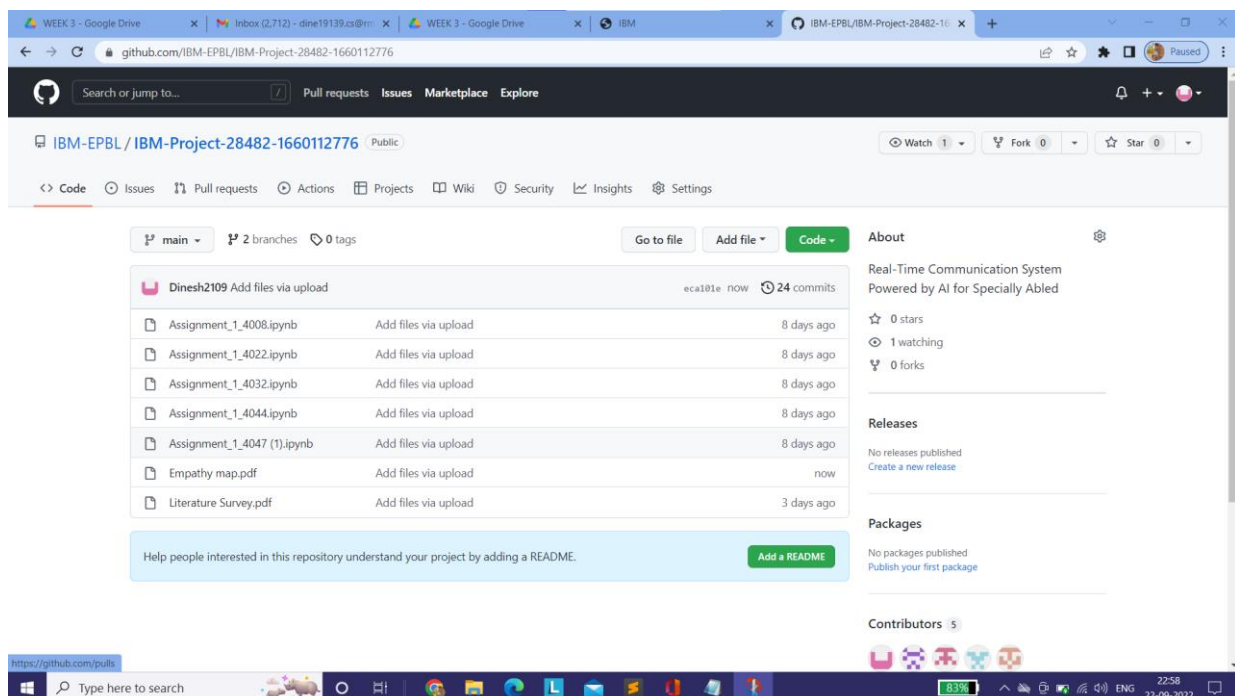 WEEK 3 - Google Drive
Inbox (2,712) - dine19139.cs@rm
WEEK 3 - Google Drive
IBM
IBM-EPBL/IBM-Project-28482-16
github.com/IBM-EPBL/IBM-Project-28482-1660112776
Paused
Search or jump to...
/
Pull requests Issues Marketplace Explore
IBM-EPBL / IBM-Project-28482-1660112776 Public
Watch 1 Fork 0 Star 0
<> Code Issues Pull requests Actions Projects Wiki Security Insights Settings
main 2 branches 0 tags Go to file Add file Code
Dinesh2109 Add files via upload eca101e now 24 commits
Assignment_1_4008.ipynb Add files via upload 8 days ago
Assignment_1_4022.ipynb Add files via upload 8 days ago
Assignment_1_4032.ipynb Add files via upload 8 days ago
Assignment_1_4044.ipynb Add files via upload 8 days ago
Assignment_1_4047 (1).ipynb Add files via upload 8 days ago
Empathy map.pdf Add files via upload now
Literature Survey.pdf Add files via upload 3 days ago
Help people interested in this repository understand your project by adding a README. Add a README
About
Real-Time Communication System
Powered by AI for Specially Abled
0 stars
1 watching
0 forks
Releases
No releases published
Create a new release
Packages
No packages published
Publish your first package
Contributors 5
https://github.com/pulls
Type here to search
L
83%
ENG
22:58
22-09-2022